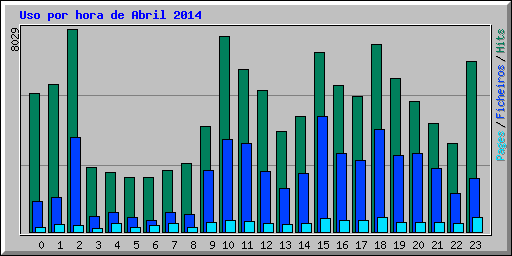 Uso por hora de Abril 2014
8029
Pages / Ficheiros / Hits
0 1 2 3 4 5 6 7 8 9 10 11 12 13 14 15 16 17 18 19 20 21 22 23